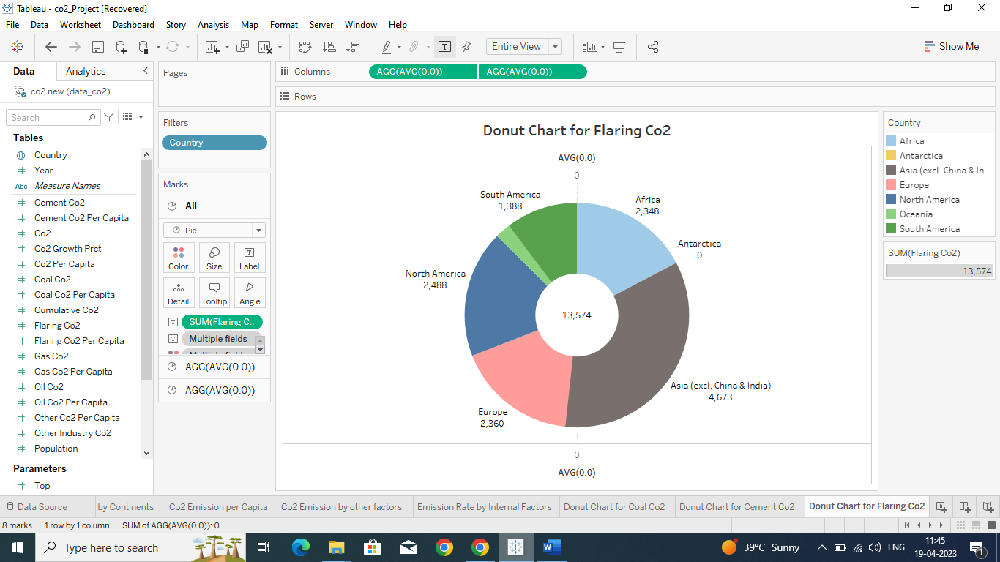 Tableau - co2_Project [Recovered]
File Data Worksheet Dashboard Story Analysis Map Format Server Window Help
Entire View
Show Me
Data Analytics
co2 new (data_co2)
Search
Tables
Country
Year
Abc Measure Names
Cement Co2
Cement Co2 Per Capita
Co2
Co2 Growth Prct
Co2 Per Capita
Coal Co2
Coal Co2 Per Capita
Cumulative Co2
Flaring Co2
Flaring Co2 Per Capita
Gas Co2
Gas Co2 Per Capita
Oil Co2
Oil Co2 Per Capita
Other Co2 Per Capita
Other Industry Co2
Population
Parameters
Top
Pages
Filters
Country
Marks
All
Pie
Color Size Label
Detail Tooltip Angle
SUM(Flaring C..
Multiple fields
AGG(AVG(0.0))
AGG(AVG(0.0))
Columns AGG(AVG(0.0)) AGG(AVG(0.0))
Rows
Donut Chart for Flaring Co2
AVG(0.0)
0
South America
1,388
Africa
2,348
Antarctica
0
North America
2,488
13,574
Asia (excl. China & India)
4,673
Europe
2,360
0
AVG(0.0)
Country
Africa
Antarctica
Asia (excl. China & In..
Europe
North America
Oceania
South America
SUM(Flaring Co2)
13,574
Data Source by Continents Co2 Emission per Capita Co2 Emission by other factors Emission Rate by Internal Factors Donut Chart for Coal Co2 Donut Chart for Cement Co2 Donut Chart for Flaring Co2
8 marks 1 row by 1 column SUM of AGG(AVG(0.0)): 0
Type here to search
39°C Sunny
ENG
11:45
19-04-2023
1